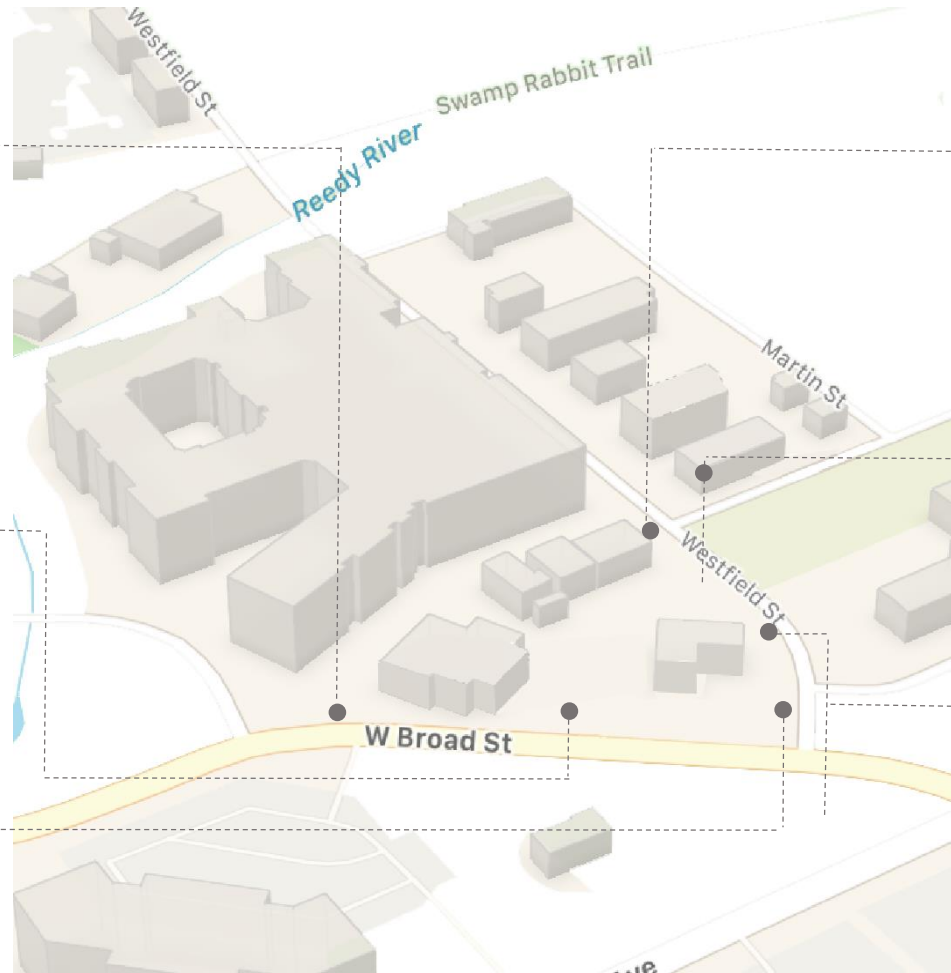 Westfield St
Swamp Rabbit Trail
Reedy River
Martin St
Westfield St
W Broad St